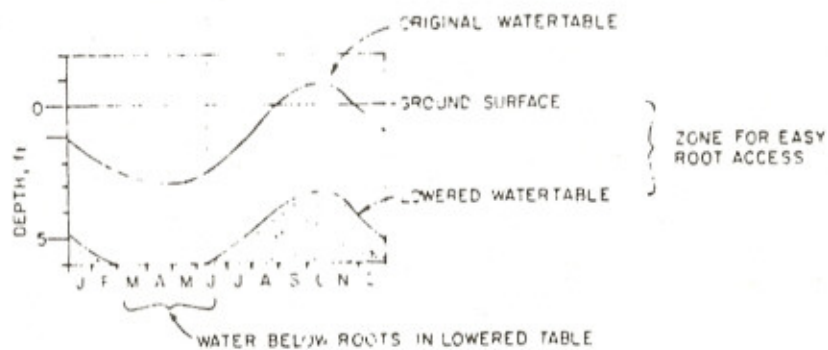 ORIGINAL WATERTABLE
0
GROUND SURFACE
ZONE FOR EASY
ROOT ACCESS
DEPTH, ft
LOWERED WATERTABLE
5
J F M A M J J A S O N
WATER BELOW ROOTS IN LOWERED TABLE